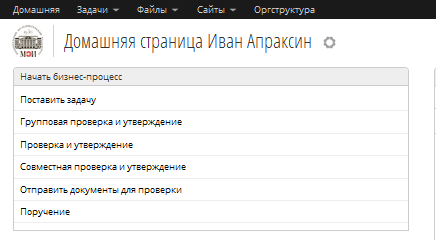 Домашняя Задачи Файлы Сайты Оргструктура
МЭИ
Домашняя страница Иван Апраксин
Начать бизнес-процесс
Поставить задачу
Групповая проверка и утверждение
Проверка и утверждение
Совместная проверка и утверждение
Отправить документы для проверки
Поручение